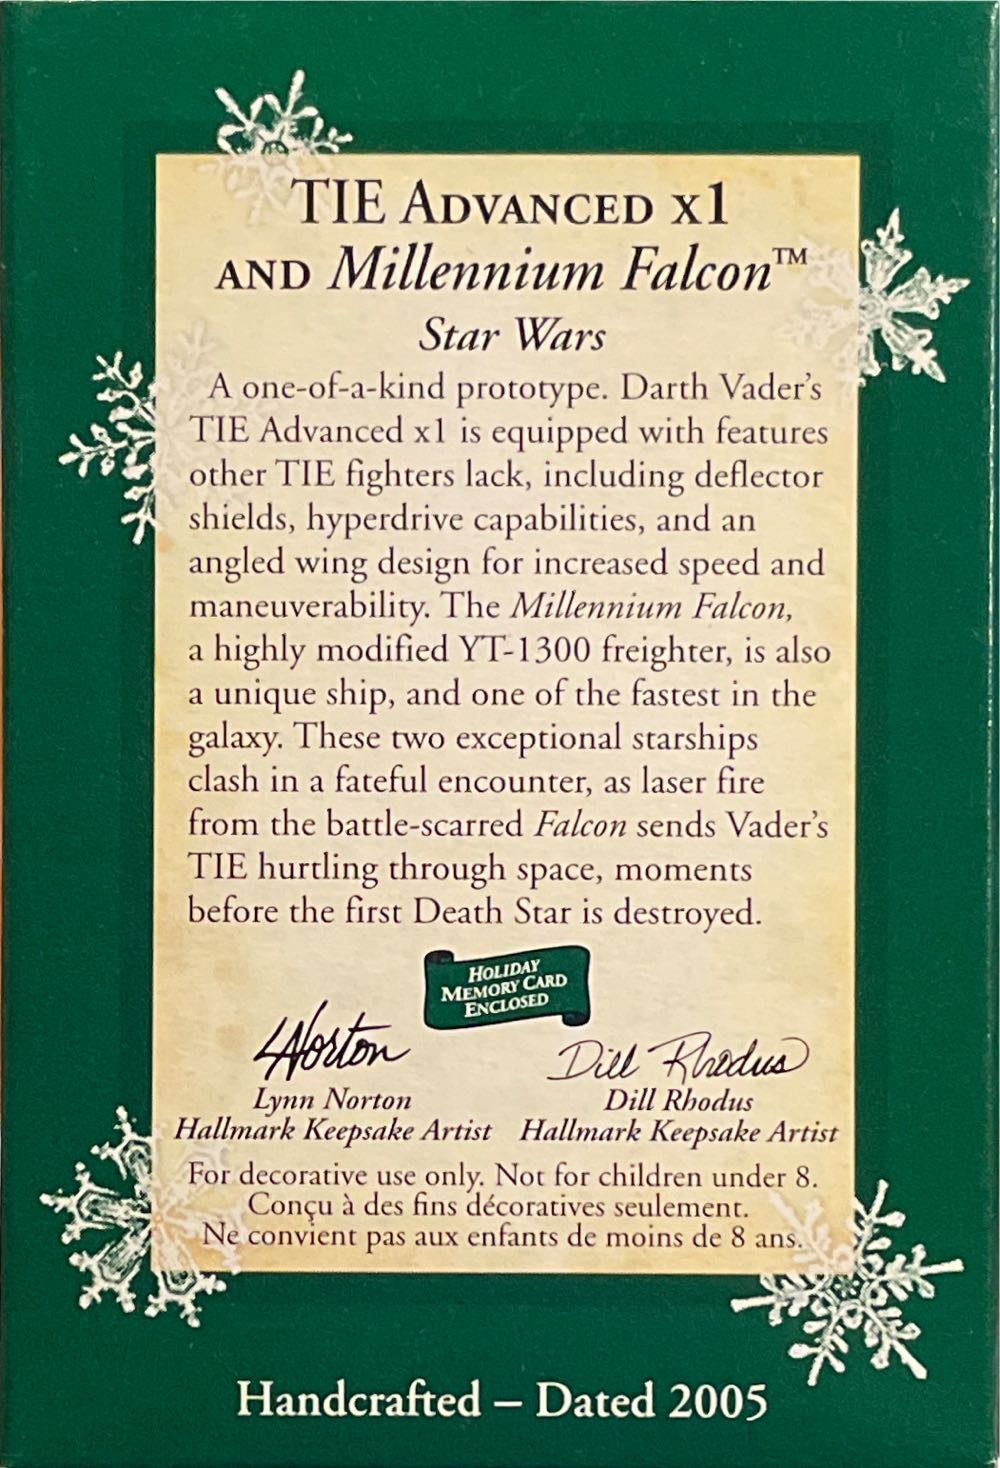 TIE Advanced x1
and Millennium Falcon™
Star Wars
A one-of-a-kind prototype. Darth Vader's
TIE Advanced x1 is equipped with features
other TIE fighters lack, including deflector
shields, hyperdrive capabilities, and an
angled wing design for increased speed and
maneuverability. The Millennium Falcon,
a highly modified YT-1300 freighter, is also
a unique ship, and one of the fastest in the
galaxy. These two exceptional starships
clash in a fateful encounter, as laser fire
from the battle-scarred Falcon sends Vader's
TIE hurtling through space, moments
before the first Death Star is destroyed.
Holiday
Memory Card
Enclosed
LNorton Dill Rhodus
Lynn Norton Dill Rhodus
Hallmark Keepsake Artist Hallmark Keepsake Artist
For decorative use only. Not for children under 8.
Conçu à des fins décoratives seulement.
Ne convient pas aux enfants de moins de 8 ans.
Handcrafted – Dated 2005